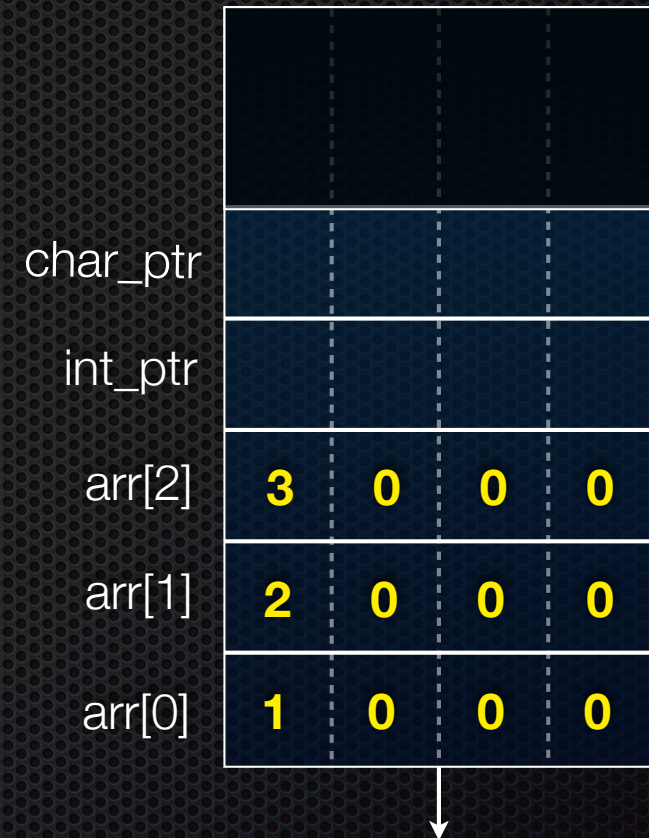 char_ptr
int_ptr
arr[2] 3 0 0 0
arr[1] 2 0 0 0
arr[0] 1 0 0 0